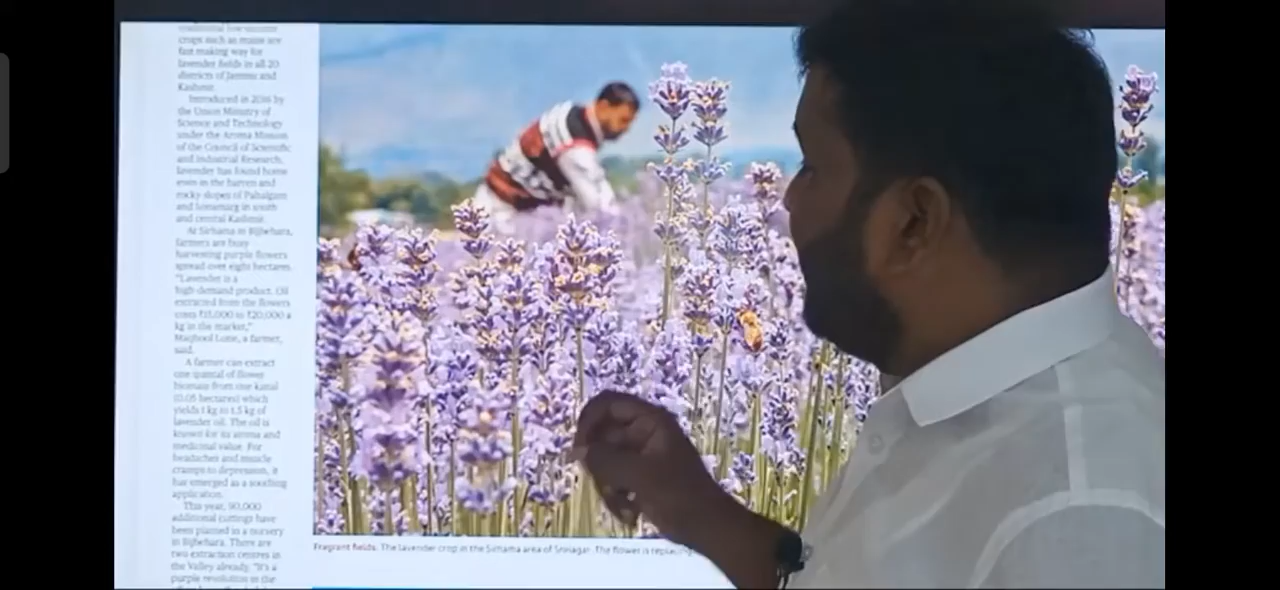 traditional low-income
crops such as maize are
fast making way for
lavender fields in all 20
districts of Jammu and
Kashmir.
Introduced in 2016 by
the Union Ministry of
Science and Technology
under the Aroma Mission
of the Council of Scientific
and Industrial Research,
lavender has found home
even in the barren and
rocky slopes of Pahalgam
and Sonamarg in south
and central Kashmir.
At Sirhama in Bijbehara,
farmers are busy
harvesting purple flowers
spread over eight hectares.
"Lavender is a
high-demand product. Oil
extracted from the flowers
costs ₹15,000 to ₹20,000 a
kg in the market,"
Maqbool Lone, a farmer,
said.
A farmer can extract
one quintal of flower
biomass from one kanal
(0.05 hectares) which
yields 1 kg to 1.5 kg of
lavender oil. The oil is
known for its aroma and
medicinal value. For
headaches and muscle
cramps to depression, it
has emerged as a soothing
application.
This year, 90,000
additional cuttings have
been planted in a nursery
in Bijbehara. There are
two extraction centres in
the Valley already. "It's a
purple revolution in the
Fragrant fields: The lavender crop in the Sirhama area of Srinagar. The flower is